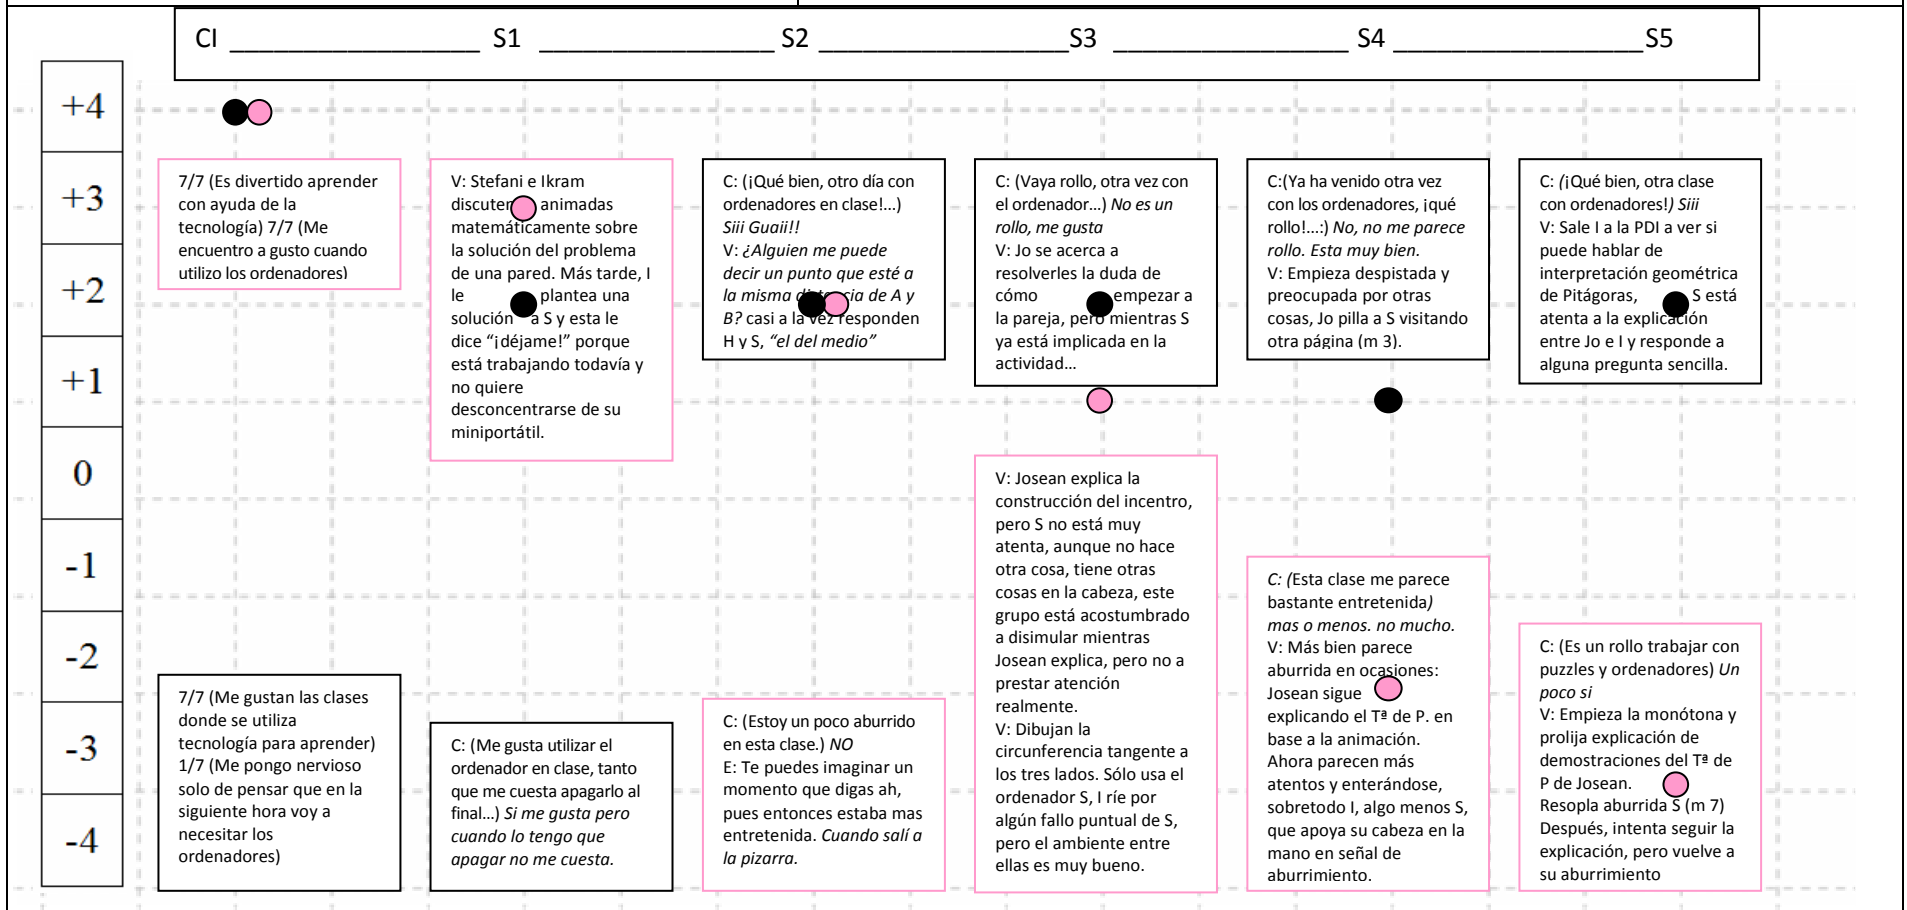 CI _________________ S1 ________________ S2 _________________S3 ________________ S4 _________________S5
+4
+3
+2
+1
0
-1
-2
-3
-4
7/7 (Es divertido aprender
con ayuda de la
tecnología) 7/7 (Me
encuentro a gusto cuando
utilizo los ordenadores)
V: Stefani e Ikram
discuten animadas
matemáticamente sobre
la solución del problema
de una pared. Más tarde, I
le plantea una
solución a S y esta le
dice “¡déjame!” porque
está trabajando todavía y
no quiere
desconcentrarse de su
miniportátil.
C: (¡Qué bien, otro día con
ordenadores en clase!...)
Siii Guaii!!
V: ¿Alguien me puede
decir un punto que esté a
la misma distancia de A y
B? casi a la vez responden
H y S, “el del medio”
C: (Vaya rollo, otra vez con
el ordenador...) No es un
rollo, me gusta
V: Jo se acerca a
resolverles la duda de
cómo empezar a
la pareja, pero mientras S
ya está implicada en la
actividad...
C:(Ya ha venido otra vez
con los ordenadores, ¡qué
rollo!...:) No, no me parece
rollo. Esta muy bien.
V: Empieza despistada y
preocupada por otras
cosas, Jo pilla a S visitando
otra página (m 3).
C: (¡Qué bien, otra clase
con ordenadores!) Siii
V: Sale I a la PDI a ver si
puede hablar de
interpretación geométrica
de Pitágoras, S está
atenta a la explicación
entre Jo e I y responde a
alguna pregunta sencilla.
7/7 (Me gustan las clases
donde se utiliza
tecnología para aprender)
1/7 (Me pongo nervioso
solo de pensar que en la
siguiente hora voy a
necesitar los
ordenadores)
C: (Me gusta utilizar el
ordenador en clase, tanto
que me cuesta apagarlo al
final...) Si me gusta pero
cuando lo tengo que
apagar no me cuesta.
C: (Estoy un poco aburrido
en esta clase.) NO
E: Te puedes imaginar un
momento que digas ah,
pues entonces estaba mas
entretenida. Cuando salí a
la pizarra.
V: Josean explica la
construcción del incentro,
pero S no está muy
atenta, aunque no hace
otra cosa, tiene otras
cosas en la cabeza, este
grupo está acostumbrado
a disimular mientras
Josean explica, pero no a
prestar atención
realmente.
V: Dibujan la
circunferencia tangente a
los tres lados. Sólo usa el
ordenador S, I ríe por
algún fallo puntual de S,
pero el ambiente entre
ellas es muy bueno.
C: (Esta clase me parece
bastante entretenida)
mas o menos. no mucho.
V: Más bien parece
aburrida en ocasiones:
Josean sigue
explicando el Tª de P. en
base a la animación.
Ahora parecen más
atentos y enterándose,
sobretodo I, algo menos S,
que apoya su cabeza en la
mano en señal de
aburrimiento.
C: (Es un rollo trabajar con
puzzles y ordenadores) Un
poco si
V: Empieza la monótona y
prolija explicación de
demostraciones del Tª de
P de Josean.
Resopla aburrida S (m 7)
Después, intenta seguir la
explicación, pero vuelve a
su aburrimiento